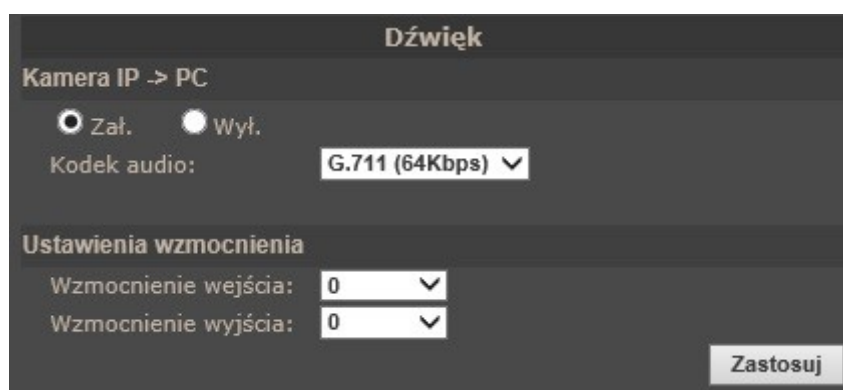 Dźwięk
Kamera IP -> PC
Zał. Wył.
Kodek audio: G.711 (64Kbps)
Ustawienia wzmocnienia
Wzmocnienie wejścia: 0
Wzmocnienie wyjścia: 0
Zastosuj